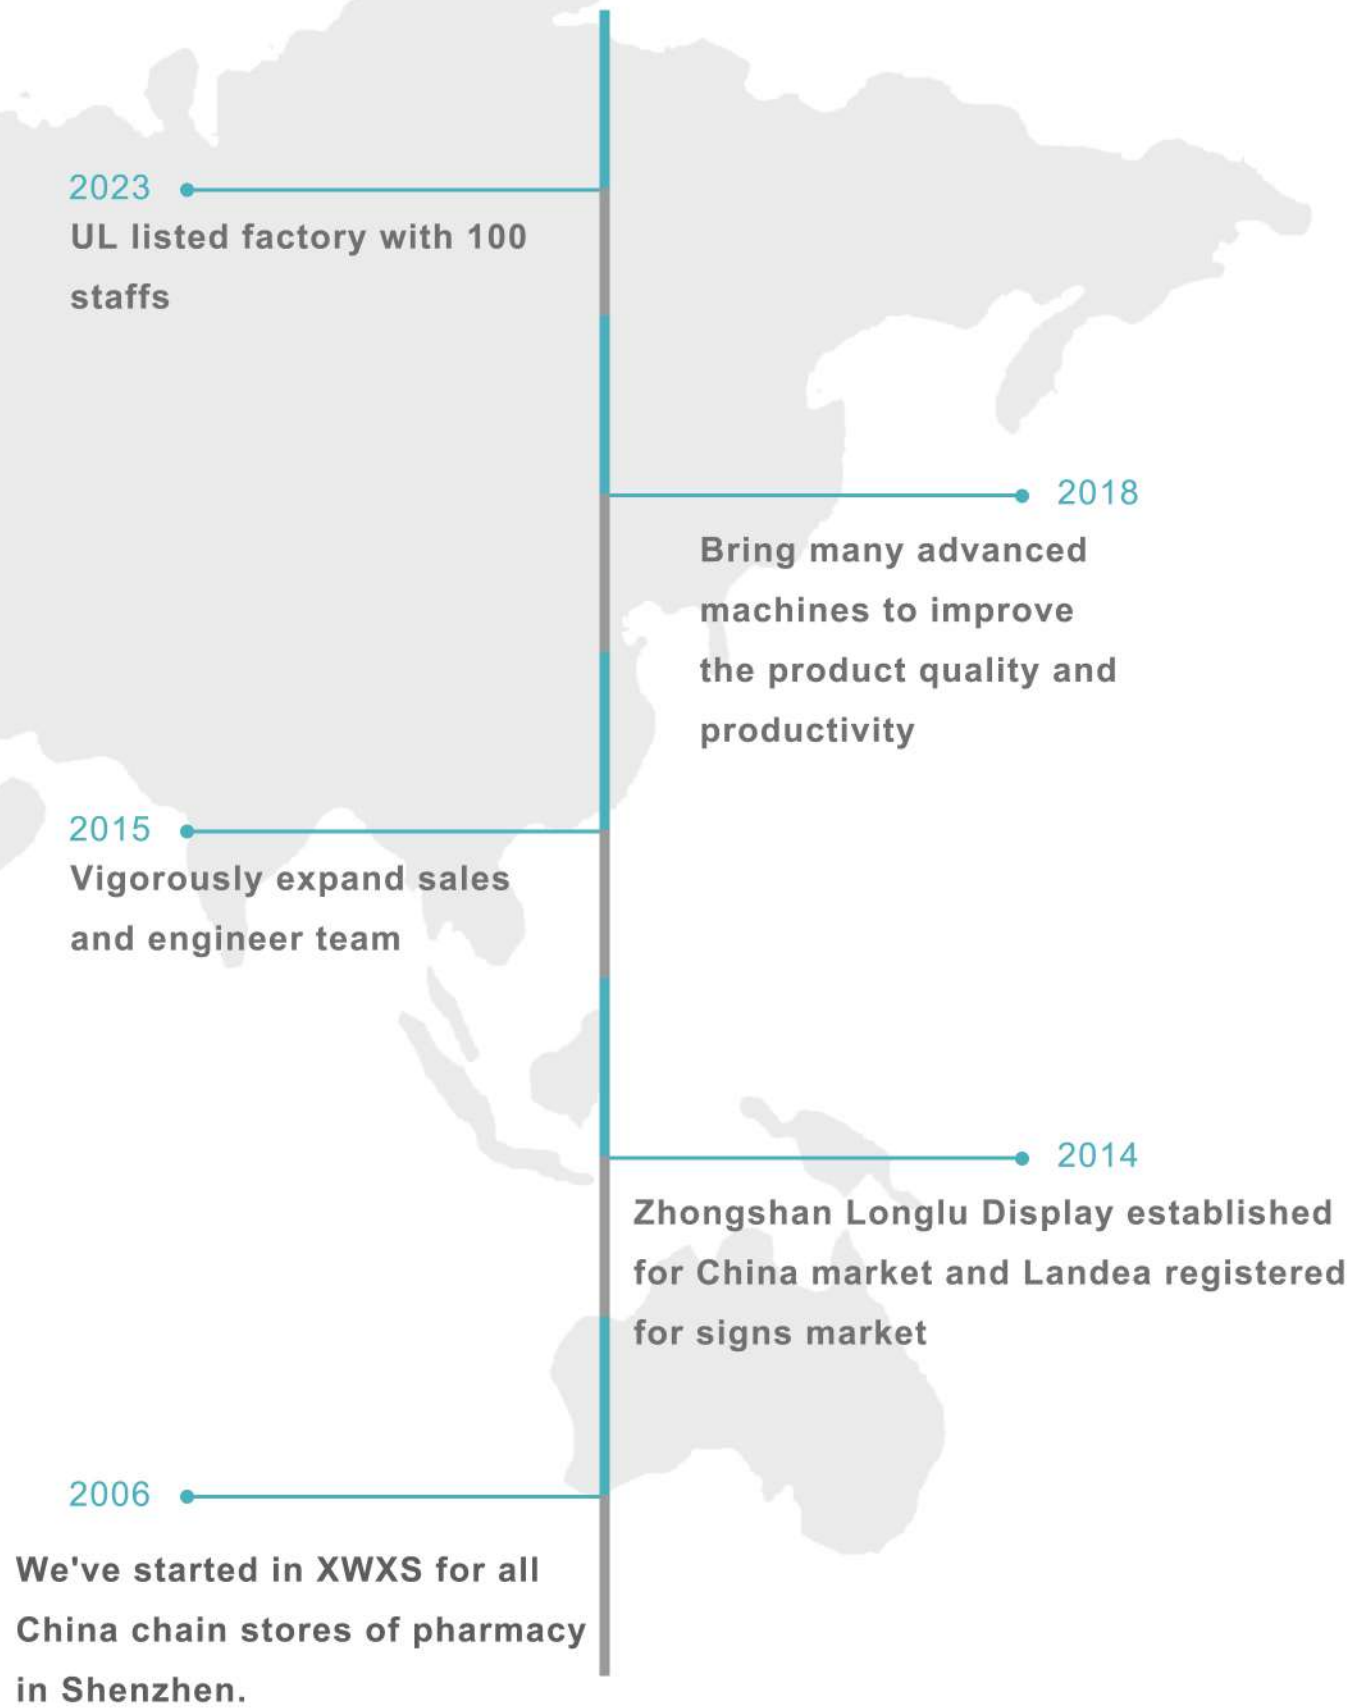 2023
UL listed factory with 100
staffs
2018
Bring many advanced
machines to improve
the product quality and
productivity
2015
Vigorously expand sales
and engineer team
2014
Zhongshan Longlu Display established
for China market and Landea registered
for signs market
2006
We've started in XWXS for all
China chain stores of pharmacy
in Shenzhen.